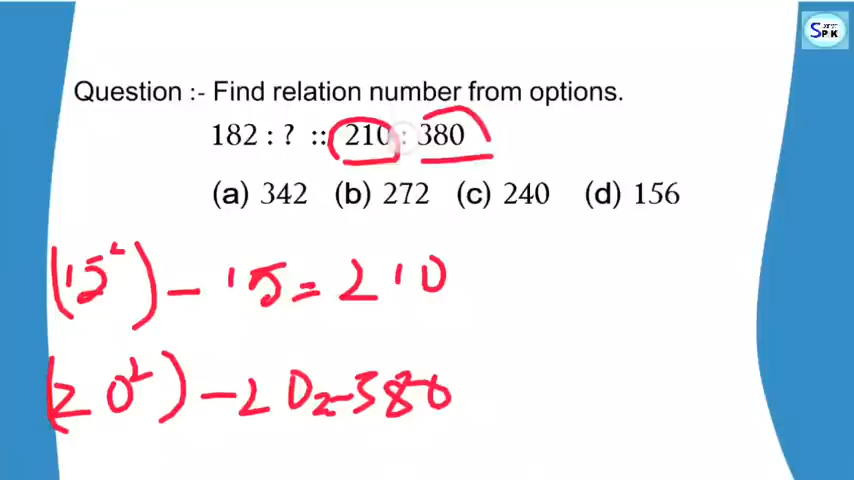 S SUPER
P K
Question :- Find relation number from options.
182 : ? :: 210 : 380
(a) 342 (b) 272 (c) 240 (d) 156
(15²) - 15 = 210
(20²) - 20 = 380